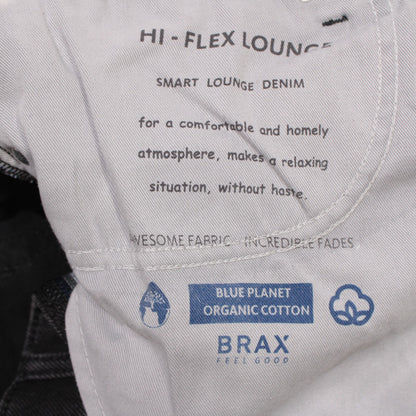 HI - FLEX LOUNGE
SMART LOUNGE DENIM
for a comfortable and homely
atmosphere, makes a relaxing
situation, without haste.
AWESOME FABRIC - INCREDIBLE FADES
BLUE PLANET
ORGANIC COTTON
BRAX
FEEL GOOD